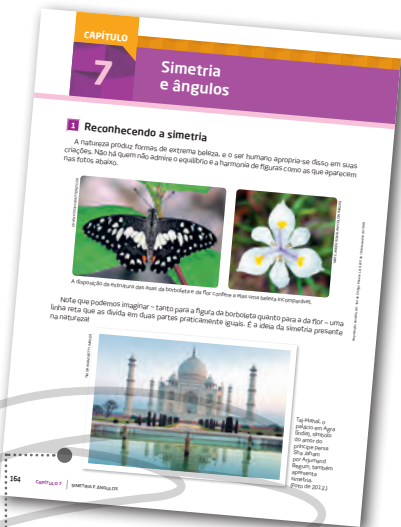 CAPÍTULO
7
Simetria
e ângulos
1 Reconhecendo a simetria
A natureza produz formas de extrema beleza, e o ser humano apropria-se disso em suas
criações. Não há quem não admire o equilíbrio e a harmonia de figuras como as que aparecem
nas fotos abaixo.
A disposição da estrutura das asas da borboleta e da flor confere a elas uma beleza incomparável.
Note que podemos imaginar – tanto para a figura da borboleta quanto para a da flor – uma
linha reta que as divida em duas partes praticamente iguais. É a ideia da simetria presente
na natureza!
Taj-Mahal, o
palácio em Agra
(Índia), símbolo
do amor do
príncipe persa
Sha Jahan
por Arjumand
Begum, também
apresenta
simetria.
(Foto de 2012.)
164
CAPÍTULO 7
SIMETRIA E ÂNGULOS